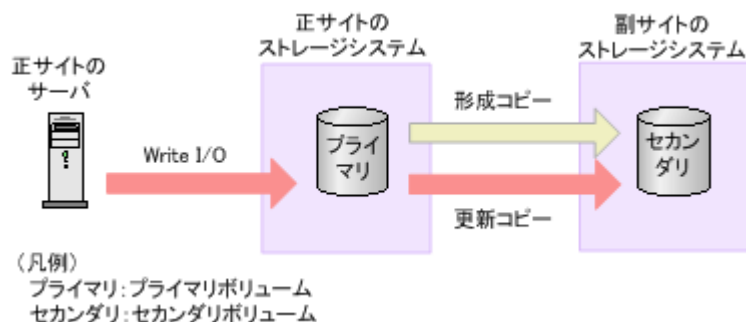 正サイトの
ストレージシステム
副サイトの
ストレージシステム
正サイトの
サーバ
形成コピー
Write I/O
プライ
マリ
セカン
ダリ
更新コピー
（凡例）
プライマリ：プライマリボリューム
セカンダリ：セカンダリボリューム